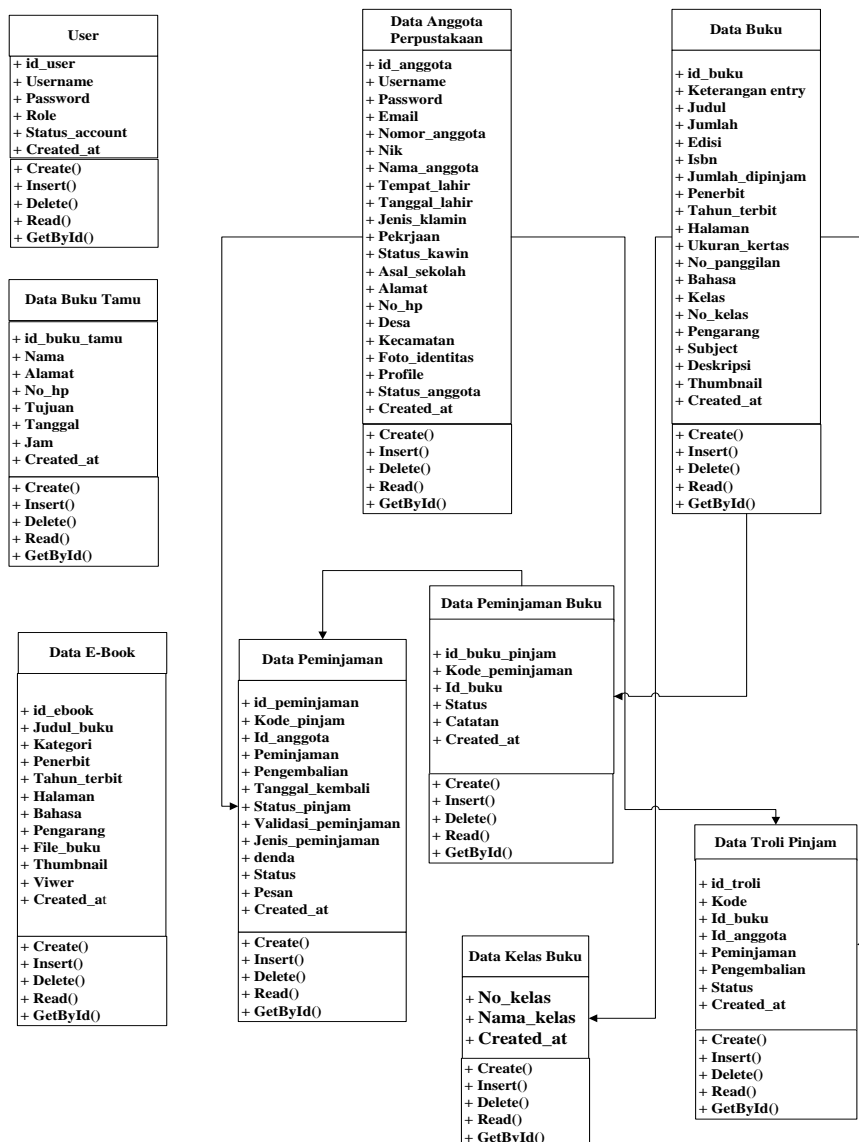 User
+ id_user
+ Username
+ Password
+ Role
+ Status_account
+ Created_at
+ Create()
+ Insert()
+ Delete()
+ Read()
+ GetById()
Data Anggota
Perpustakaan
+ id_anggota
+ Username
+ Password
+ Email
+ Nomor_anggota
+ Nik
+ Nama_anggota
+ Tempat_lahir
+ Tanggal_lahir
+ Jenis_klamin
+ Pekrjaan
+ Status_kawin
+ Asal_sekolah
+ Alamat
+ No_hp
+ Desa
+ Kecamatan
+ Foto_identitas
+ Profile
+ Status_anggota
+ Created_at
+ Create()
+ Insert()
+ Delete()
+ Read()
+ GetById()
Data Buku
+ id_buku
+ Keterangan entry
+ Judul
+ Jumlah
+ Edisi
+ Isbn
+ Jumlah_dipinjam
+ Penerbit
+ Tahun_terbit
+ Halaman
+ Ukuran_kertas
+ No_panggilan
+ Bahasa
+ Kelas
+ No_kelas
+ Pengarang
+ Subject
+ Deskripsi
+ Thumbnail
+ Created_at
+ Create()
+ Insert()
+ Delete()
+ Read()
+ GetById()
Data Buku Tamu
+ id_buku_tamu
+ Nama
+ Alamat
+ No_hp
+ Tujuan
+ Tanggal
+ Jam
+ Created_at
+ Create()
+ Insert()
+ Delete()
+ Read()
+ GetById()
Data E-Book
+ id_ebook
+ Judul_buku
+ Kategori
+ Penerbit
+ Tahun_terbit
+ Halaman
+ Bahasa
+ Pengarang
+ File_buku
+ Thumbnail
+ Viwer
+ Created_at
+ Create()
+ Insert()
+ Delete()
+ Read()
+ GetById()
Data Peminjaman
+ id_peminjaman
+ Kode_pinjam
+ Id_anggota
+ Peminjaman
+ Pengembalian
+ Tanggal_kembali
+ Status_pinjam
+ Validasi_peminjaman
+ Jenis_peminjaman
+ denda
+ Status
+ Pesan
+ Created_at
+ Create()
+ Insert()
+ Delete()
+ Read()
+ GetById()
Data Peminjaman Buku
+ id_buku_pinjam
+ Kode_peminjaman
+ Id_buku
+ Status
+ Catatan
+ Created_at
+ Create()
+ Insert()
+ Delete()
+ Read()
+ GetById()
Data Kelas Buku
+ No_kelas
+ Nama_kelas
+ Created_at
+ Create()
+ Insert()
+ Delete()
+ Read()
+ GetById()
Data Troli Pinjam
+ id_troli
+ Kode
+ Id_buku
+ Id_anggota
+ Peminjaman
+ Pengembalian
+ Status
+ Created_at
+ Create()
+ Insert()
+ Delete()
+ Read()
+ GetById()